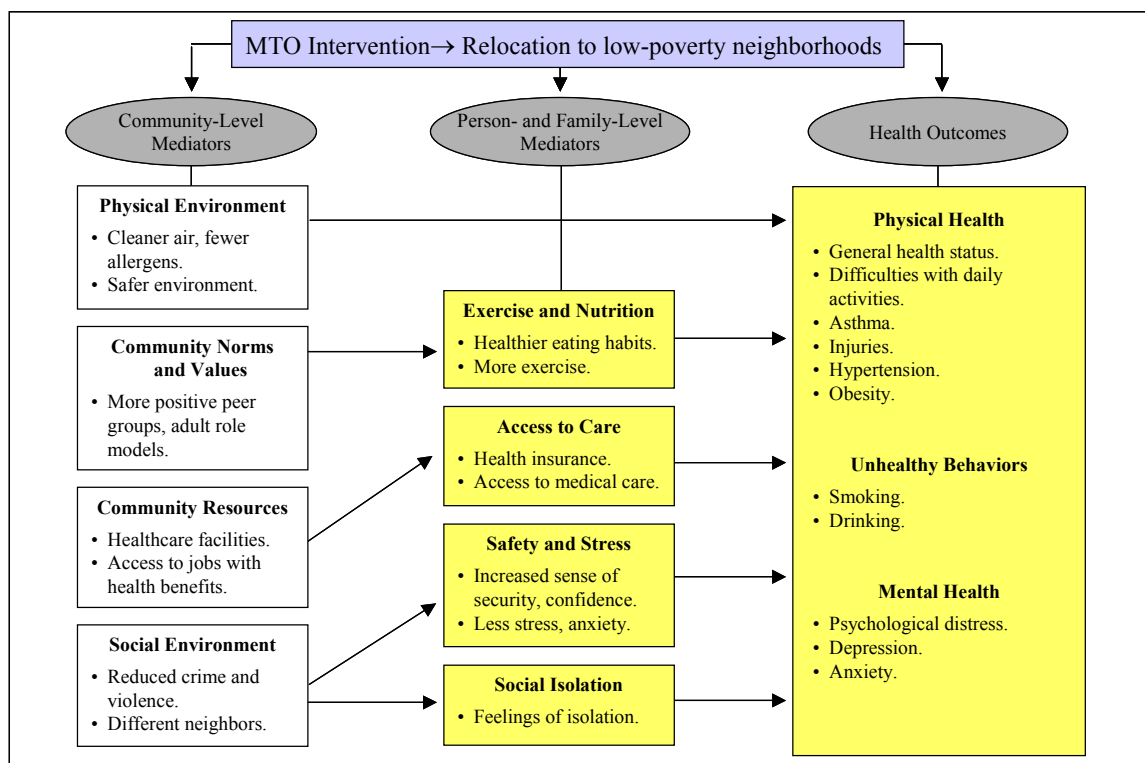 MTO Intervention→ Relocation to low-poverty neighborhoods
Community-Level
Mediators
Person- and Family-Level
Mediators
Health Outcomes
Physical Environment
• Cleaner air, fewer
allergens.
• Safer environment.
Community Norms
and Values
• More positive peer
groups, adult role
models.
Community Resources
• Healthcare facilities.
• Access to jobs with
health benefits.
Social Environment
• Reduced crime and
violence.
• Different neighbors.
Exercise and Nutrition
• Healthier eating habits.
• More exercise.
Access to Care
• Health insurance.
• Access to medical care.
Safety and Stress
• Increased sense of
security, confidence.
• Less stress, anxiety.
Social Isolation
• Feelings of isolation.
Physical Health
• General health status.
• Difficulties with daily
activities.
• Asthma.
• Injuries.
• Hypertension.
• Obesity.
Unhealthy Behaviors
• Smoking.
• Drinking.
Mental Health
• Psychological distress.
• Depression.
• Anxiety.